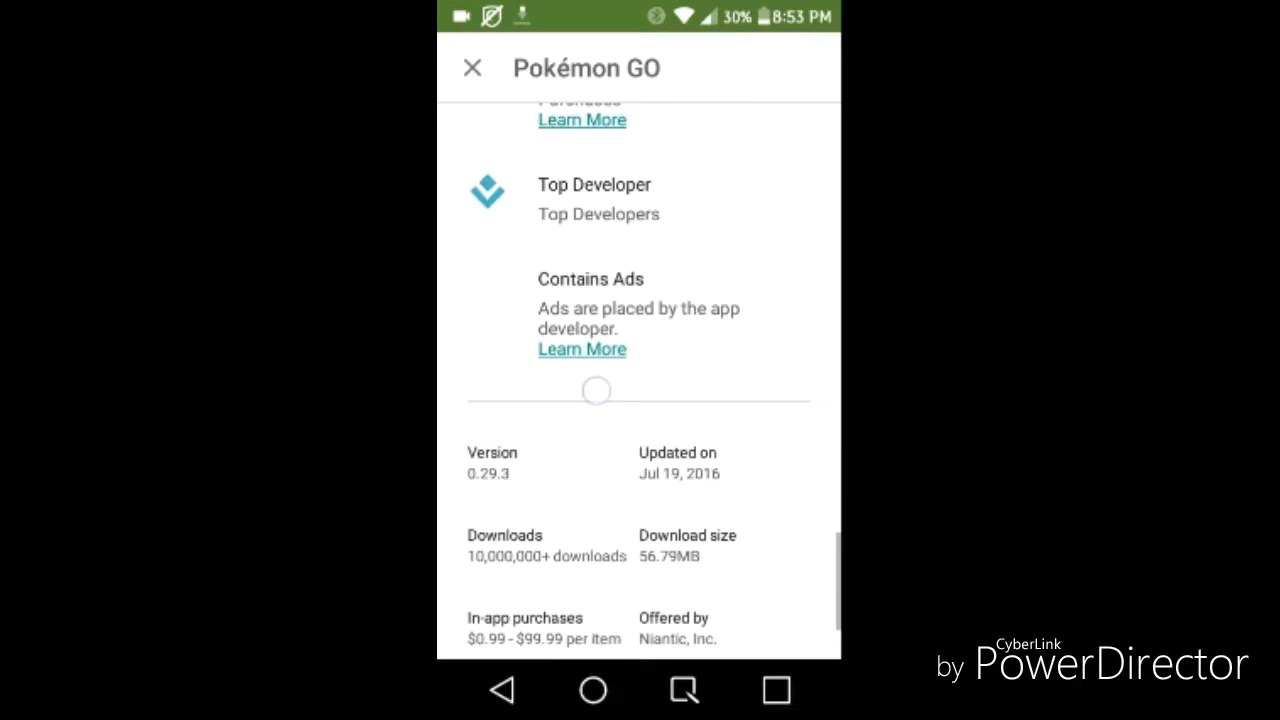 30% 8:53 PM
Pokémon GO
Purchases
Learn More
Top Developer
Top Developers
Contains Ads
Ads are placed by the app
developer.
Learn More
Version
0.29.3
Updated on
Jul 19, 2016
Downloads
10,000,000+ downloads
Download size
56.79MB
In-app purchases
$0.99 - $99.99 per item
Offered by
Niantic, Inc.
CyberLink
by PowerDirector